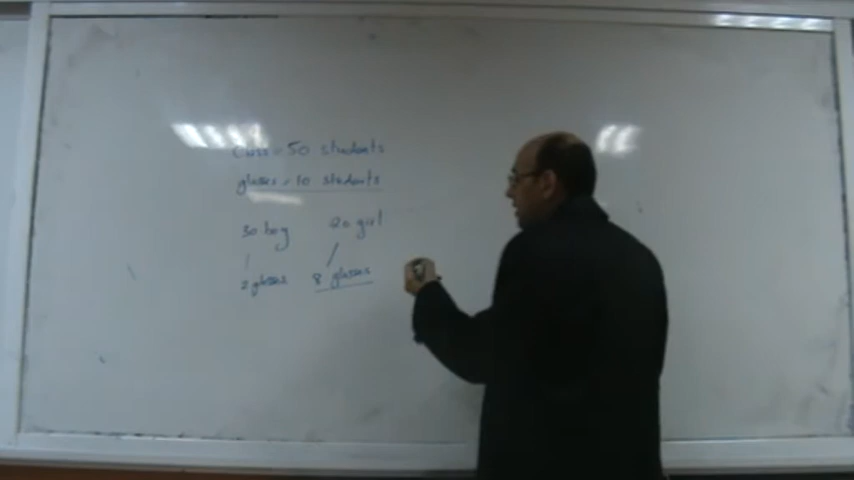 Class = 50 students
glasses = 10 students
30 boy 20 girl
2 glasses 8 glasses